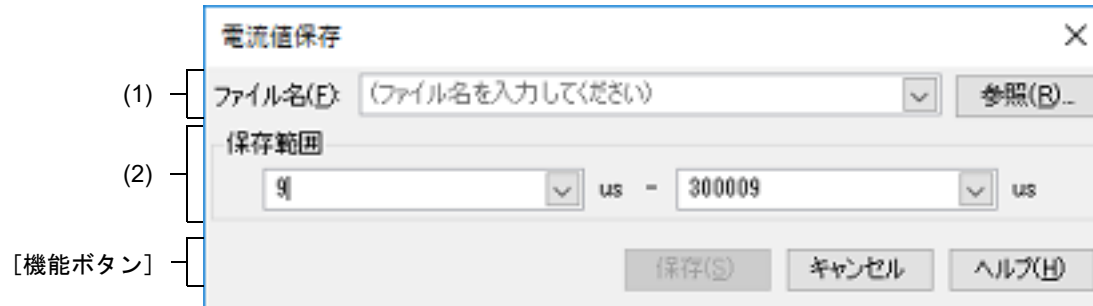 電流値保存
(1) ファイル名(F): (ファイル名を入力してください) 参照(R)...
保存範囲
(2) 9 us - 300009 us
[機能ボタン] 保存(S) キャンセル ヘルプ(H)